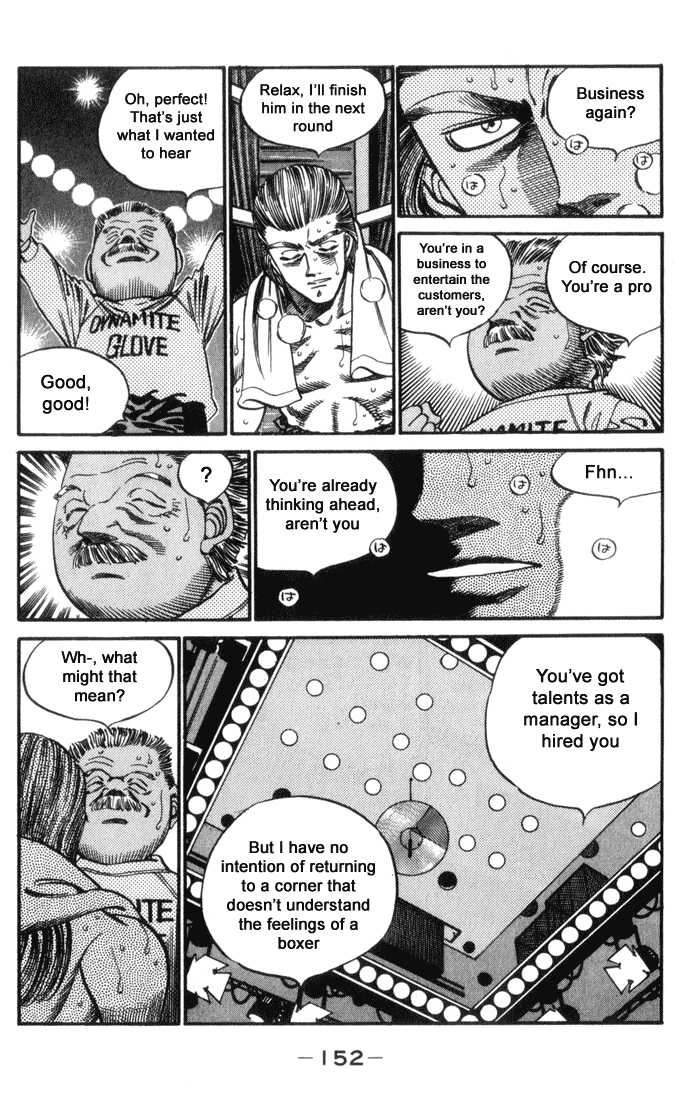 Business
again?
は
は
は
Of course.
You're a pro
You're in a
business to
entertain the
customers,
aren't you?
DYNAMITE
Relax, I'll finish
him in the next
round
Oh, perfect!
That's just
what I wanted
to hear
DYNAMITE
GLOVE
Good,
good!
Fhn...
は
は
You're already
thinking ahead,
aren't you
は
は
?
You've got
talents as a
manager, so I
hired you
But I have no
intention of returning
to a corner that
doesn't understand
the feelings of a
boxer
Wh-, what
might that
mean?
ITE
—152—